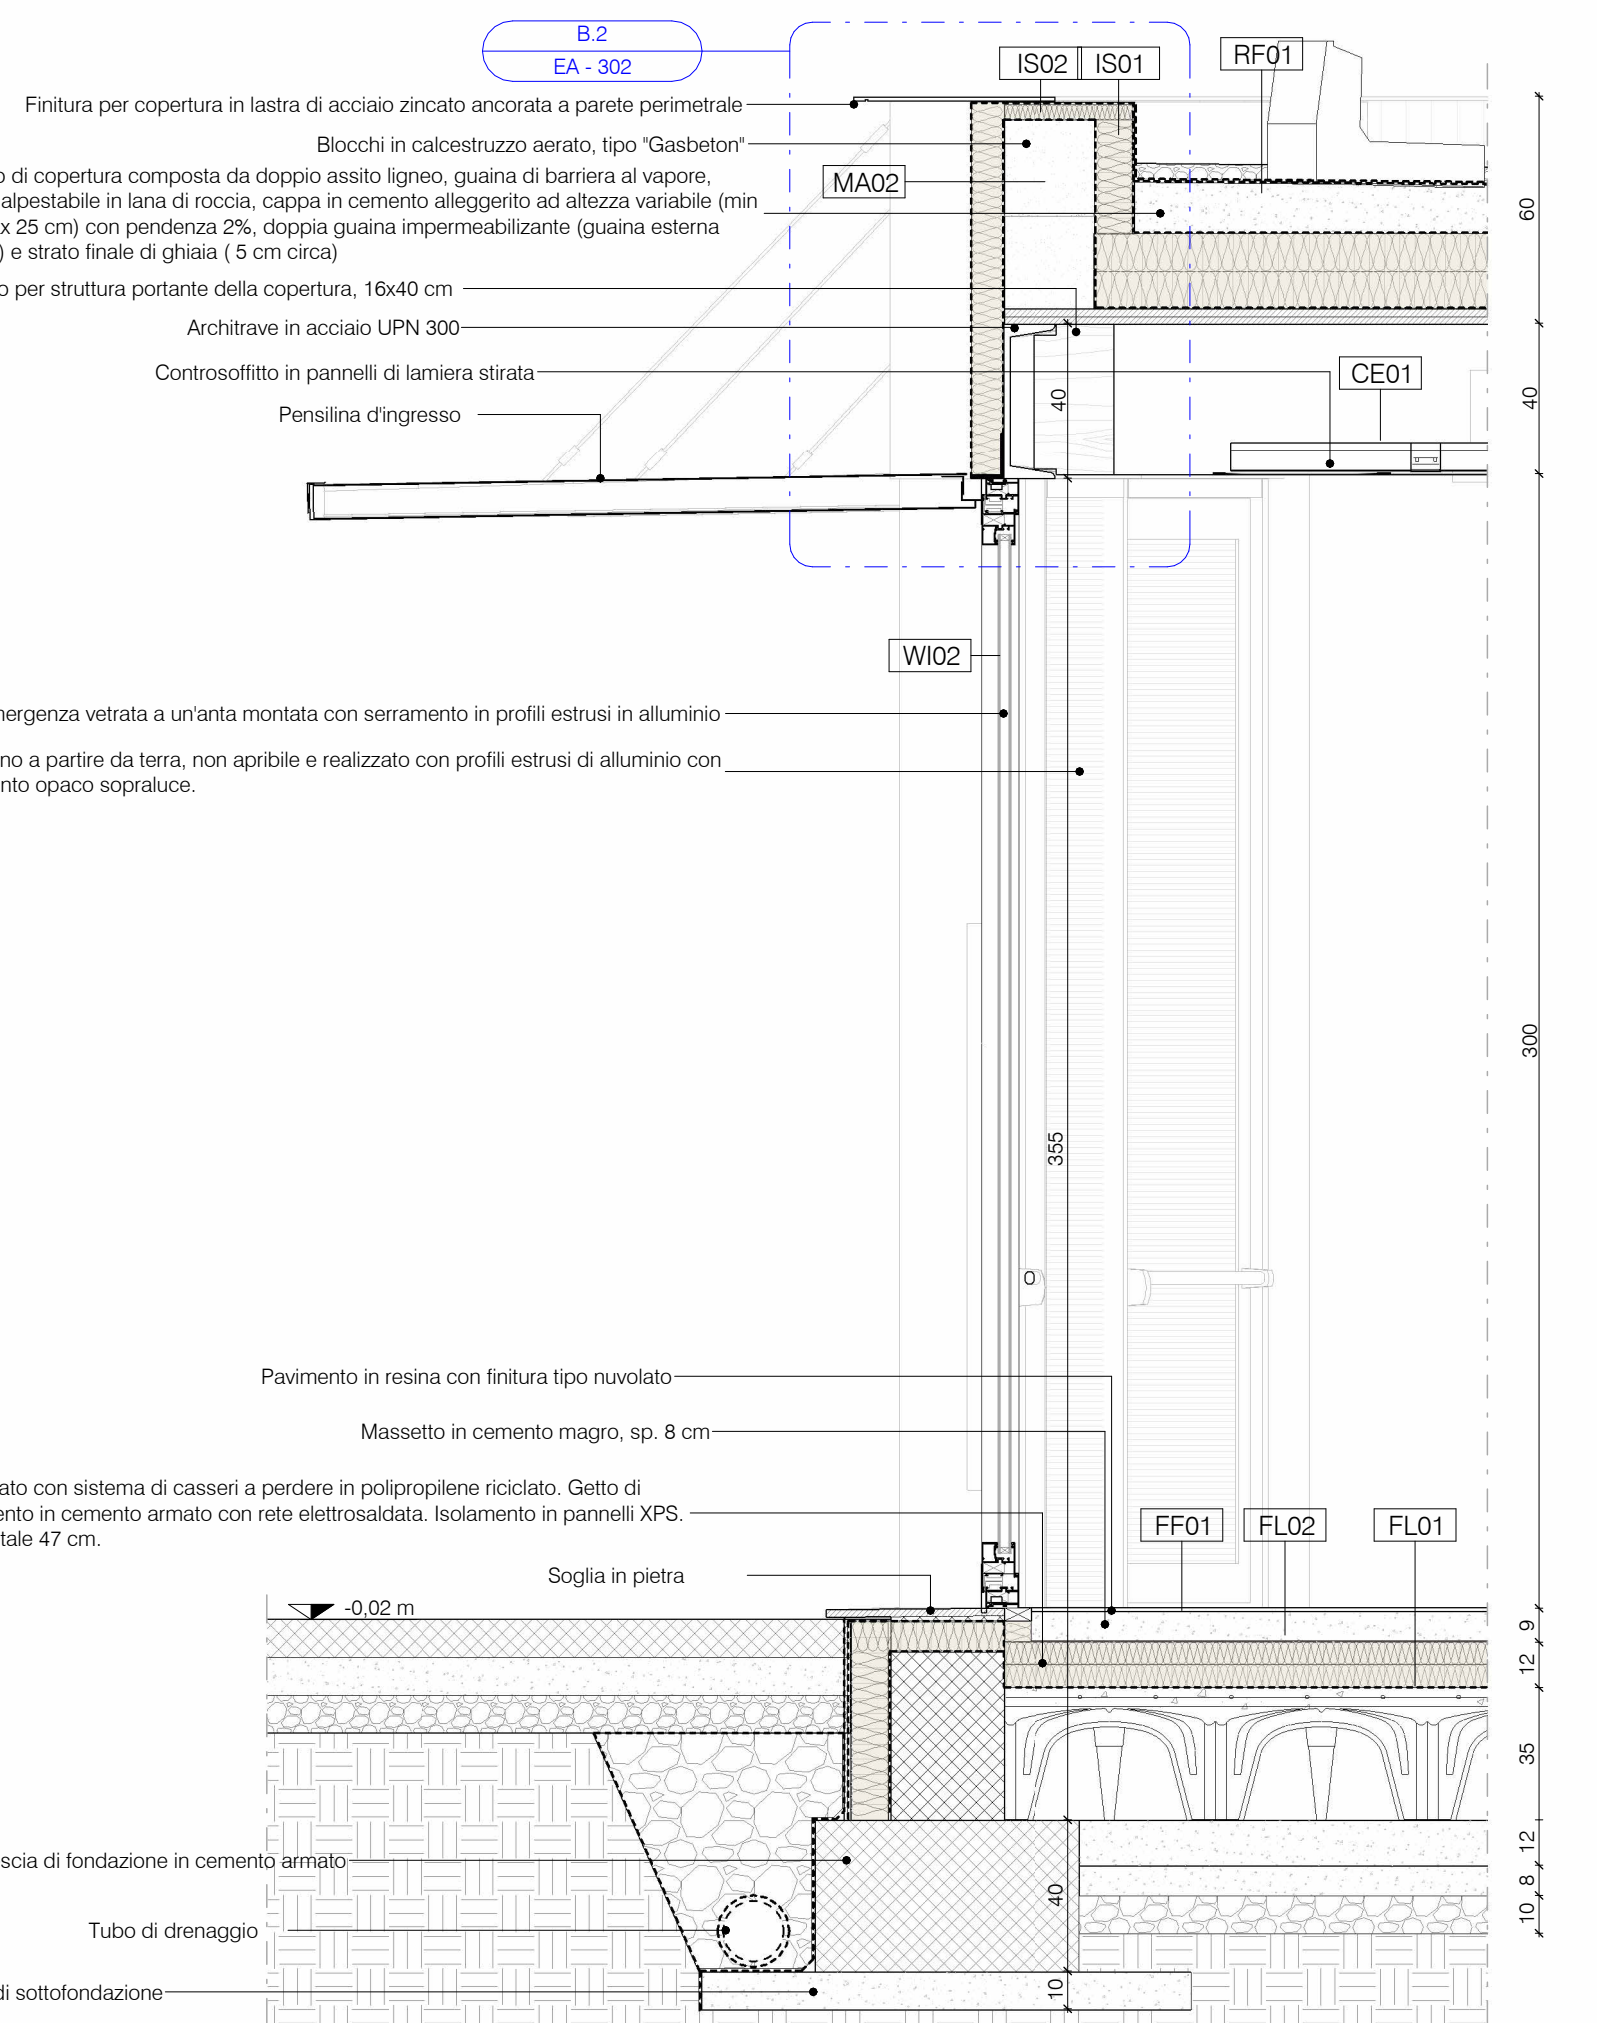 B.2
EA - 302
IS02 IS01
RF01
Finitura per copertura in lastra di acciaio zincato ancorata a parete perimetrale
Blocchi in calcestruzzo aerato, tipo "Gasbeton"
MA02
di copertura composta da doppio assito ligneo, guaina di barriera al vapore,
alpestabile in lana di roccia, cappa in cemento alleggerito ad altezza variabile (min
x 25 cm) con pendenza 2%, doppia guaina impermeabilizante (guaina esterna
) e strato finale di ghiaia ( 5 cm circa)
60
o per struttura portante della copertura, 16x40 cm
Architrave in acciaio UPN 300
Controsoffitto in pannelli di lamiera stirata
CE01
40
40
Pensilina d'ingresso
WI02
mergenza vetrata a un'anta montata con serramento in profili estrusi in alluminio
no a partire da terra, non apribile e realizzato con profili estrusi di alluminio con
nto opaco sopraluce.
300
355
Pavimento in resina con finitura tipo nuvolato
Massetto in cemento magro, sp. 8 cm
ato con sistema di casseri a perdere in polipropilene riciclato. Getto di
ento in cemento armato con rete elettrosaldata. Isolamento in pannelli XPS.
tale 47 cm.
FF01 FL02 FL01
Soglia in pietra
-0,02 m
9
12
35
12
8
10
scia di fondazione in cemento armato
40
Tubo di drenaggio
di sottofondazione
10